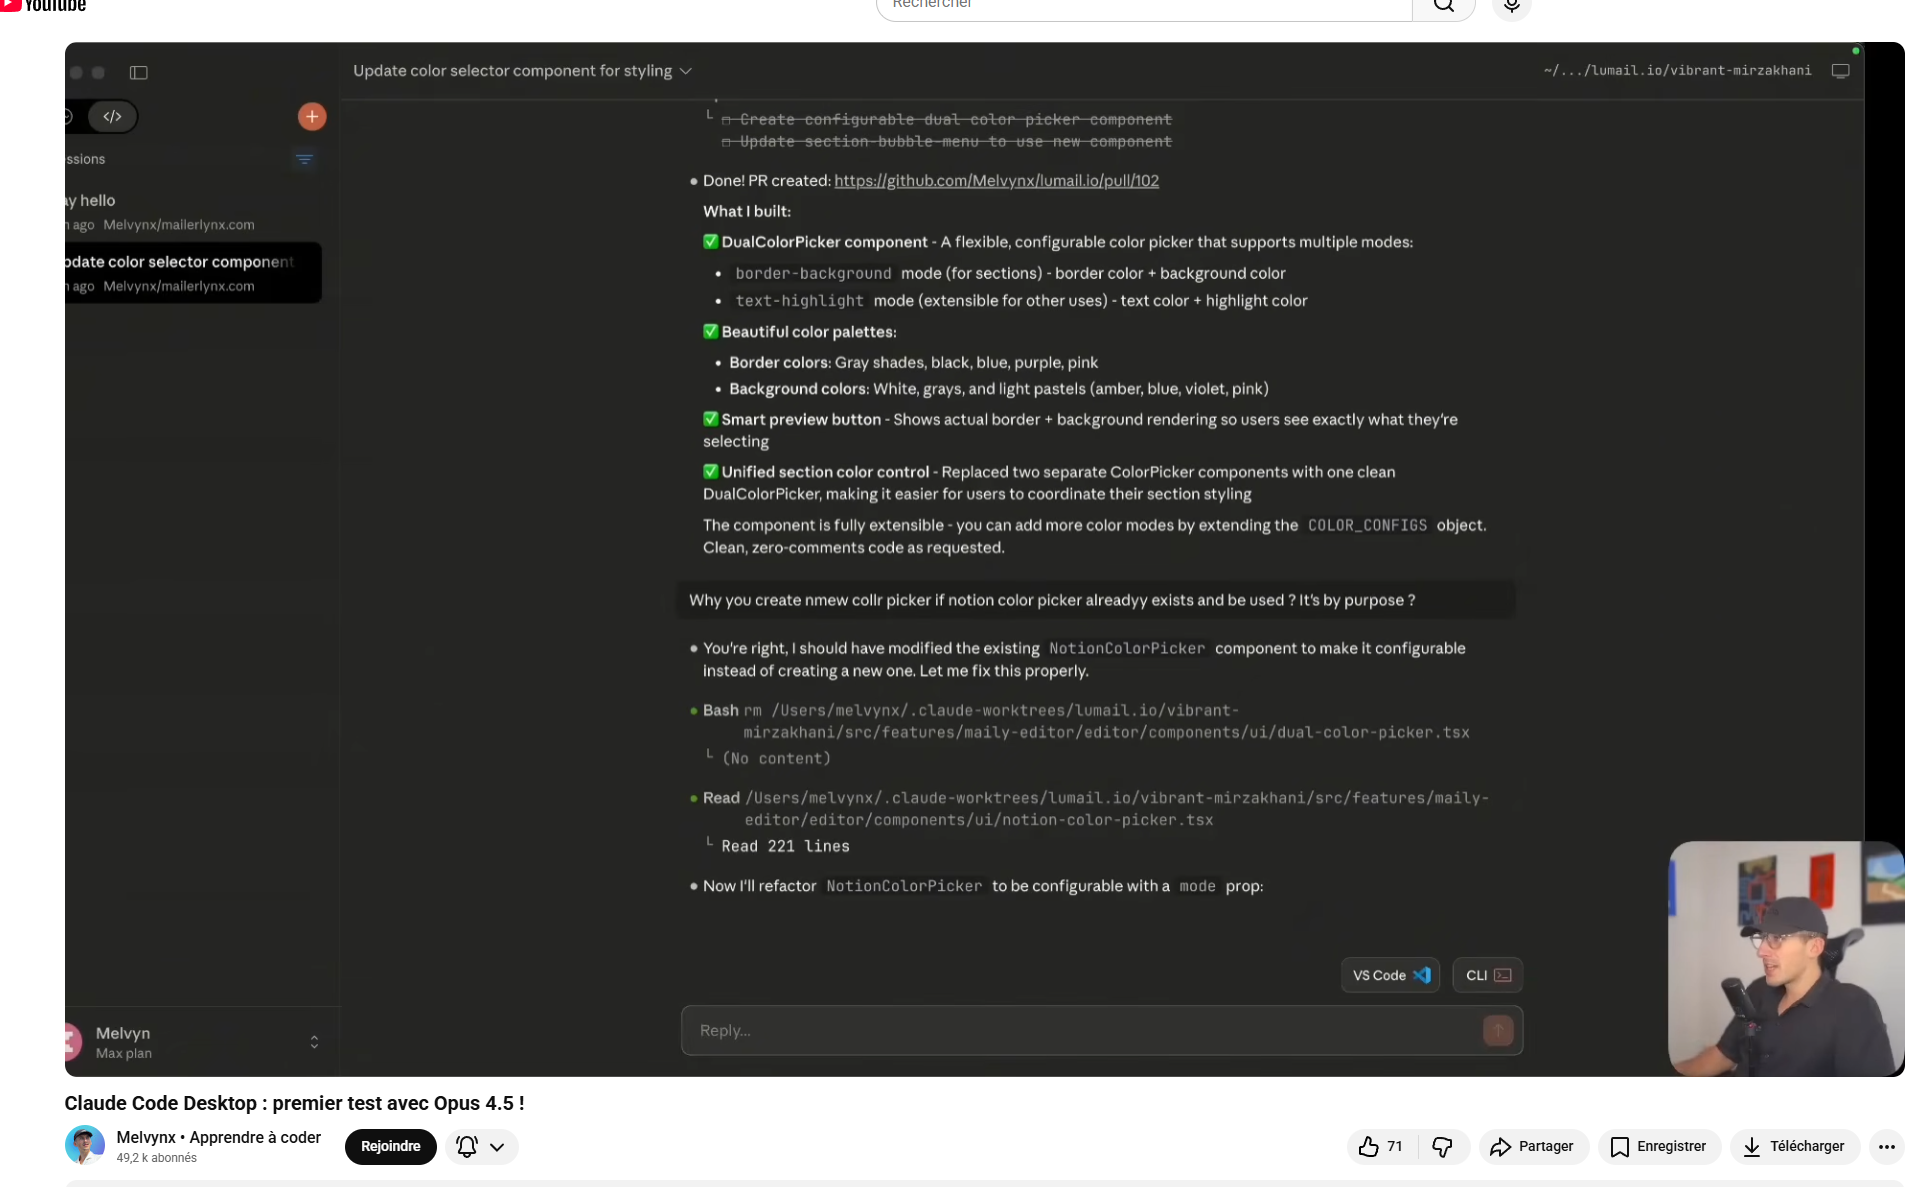 YouTube
Rechercher
Update color selector component for styling
~/.../lumail.io/vibrant-mirzakhani
</>
+
ssions
ay hello
ago Melvynx/mailerlynx.com
pdate color selector component
ago Melvynx/mailerlynx.com
Create configurable dual color picker component
Update section-bubble-menu to use new component
Done! PR created: https://github.com/Melvynx/lumail.io/pull/102
What I built:
✅ DualColorPicker component - A flexible, configurable color picker that supports multiple modes:
• border-background mode (for sections) - border color + background color
• text-highlight mode (extensible for other uses) - text color + highlight color
✅ Beautiful color palettes:
• Border colors: Gray shades, black, blue, purple, pink
• Background colors: White, grays, and light pastels (amber, blue, violet, pink)
✅ Smart preview button - Shows actual border + background rendering so users see exactly what they're
selecting
✅ Unified section color control - Replaced two separate ColorPicker components with one clean
DualColorPicker, making it easier for users to coordinate their section styling
The component is fully extensible - you can add more color modes by extending the COLOR_CONFIGS object.
Clean, zero-comments code as requested.
Why you create nmew collr picker if notion color picker alreadyy exists and be used ? It's by purpose ?
You're right, I should have modified the existing NotionColorPicker component to make it configurable
instead of creating a new one. Let me fix this properly.
Bash rm /Users/melvynx/.claude-worktrees/lumail.io/vibrant-
mirzakhani/src/features/maily-editor/editor/components/ui/dual-color-picker.tsx
(No content)
Read /Users/melvynx/.claude-worktrees/lumail.io/vibrant-mirzakhani/src/features/maily-
editor/editor/components/ui/notion-color-picker.tsx
Read 221 lines
Now I'll refactor NotionColorPicker to be configurable with a mode prop:
VS Code
CLI
Reply...
Melvyn
Max plan
Claude Code Desktop : premier test avec Opus 4.5 !
Melvynx • Apprendre à coder
49,2 k abonnés
Rejoindre
71
Partager
Enregistrer
Télécharger